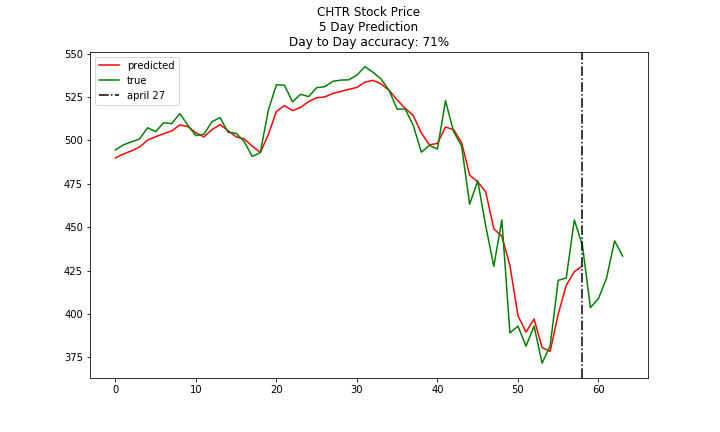 CHTR Stock Price
5 Day Prediction
Day to Day accuracy: 71%
predicted
true
april 27
550
525
500
475
450
425
400
375
0 10 20 30 40 50 60